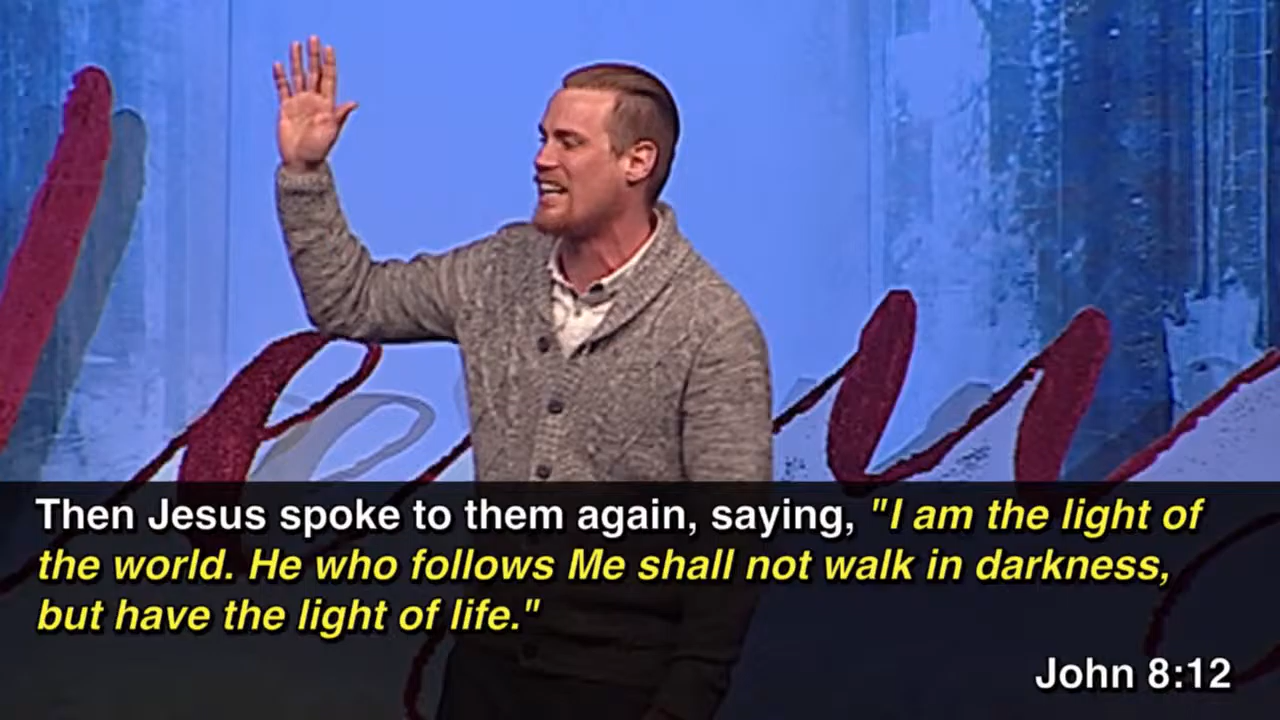 Then Jesus spoke to them again, saying, "I am the light of
the world. He who follows Me shall not walk in darkness,
but have the light of life."
John 8:12